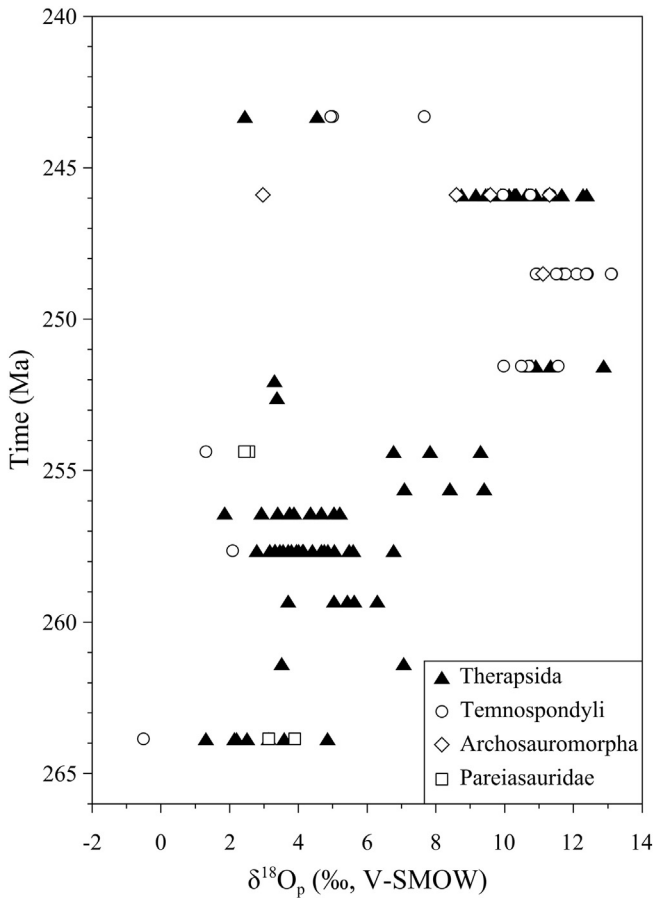 240
245
250
255
260
265
Time (Ma)
Therapsida
Temnospondyli
Archosauromorpha
Pareiasauridae
-2 0 2 4 6 8 10 12 14
δ¹⁸Oₚ (‰, V-SMOW)